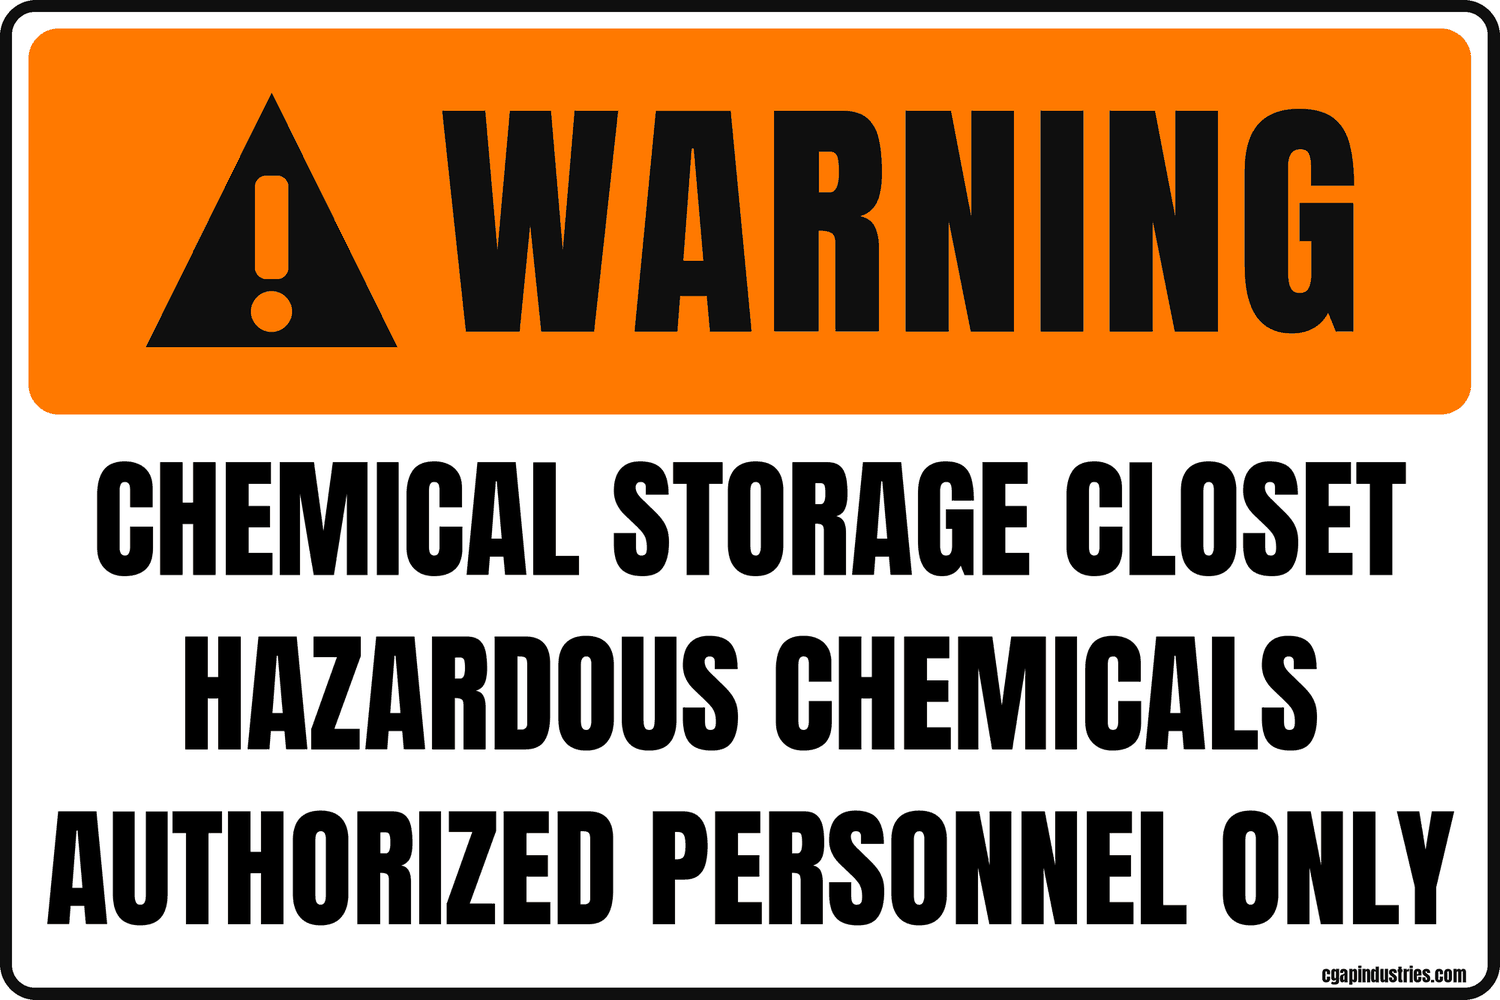 WARNING
CHEMICAL STORAGE CLOSET
HAZARDOUS CHEMICALS
AUTHORIZED PERSONNEL ONLY
cgapindustries.com